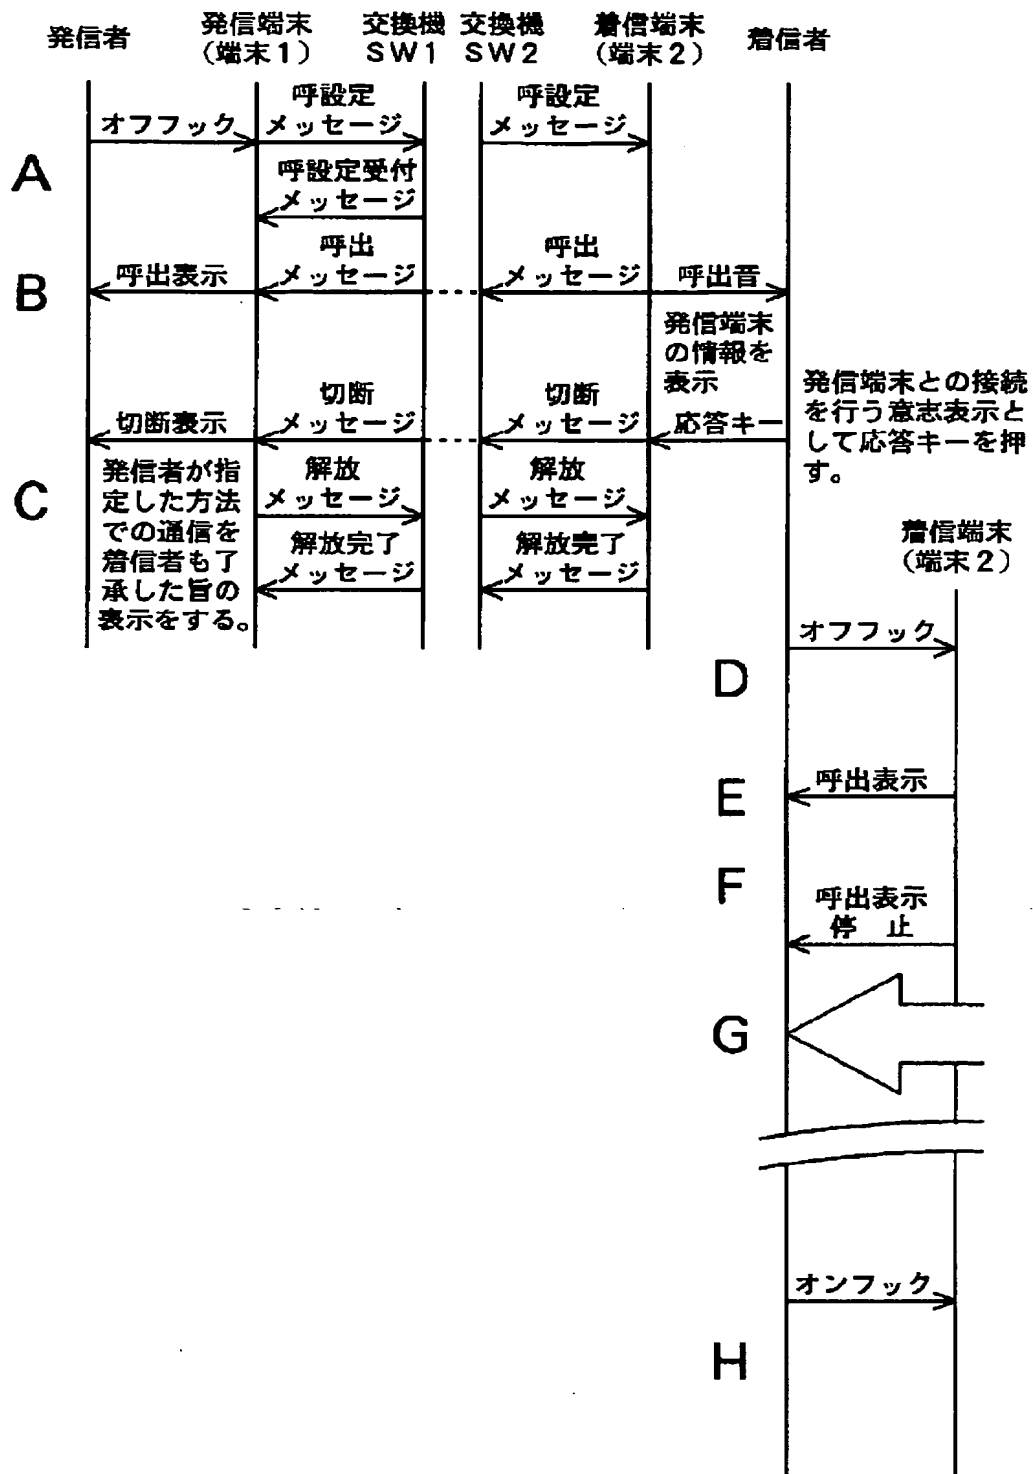 発信者
発信端末
（端末１）
交換機
ＳＷ１
交換機
ＳＷ２
着信端末
（端末２）
着信者
オフフック
呼設定
メッセージ
呼設定
メッセージ
A
呼設定受付
メッセージ
B
呼出表示
呼出
メッセージ
呼出
メッセージ
呼出音
発信端末
の情報を
表示
切断表示
切断
メッセージ
切断
メッセージ
応答キー
発信端末との接続
を行う意志表示と
して応答キーを押
す。
C
発信者が指
定した方法
での通信を
着信者も了
承した旨の
表示をする。
解放
メッセージ
解放
メッセージ
解放完了
メッセージ
解放完了
メッセージ
着信端末
（端末２）
オフフック
D
E
呼出表示
F
呼出表示
停　止
G
オンフック
H